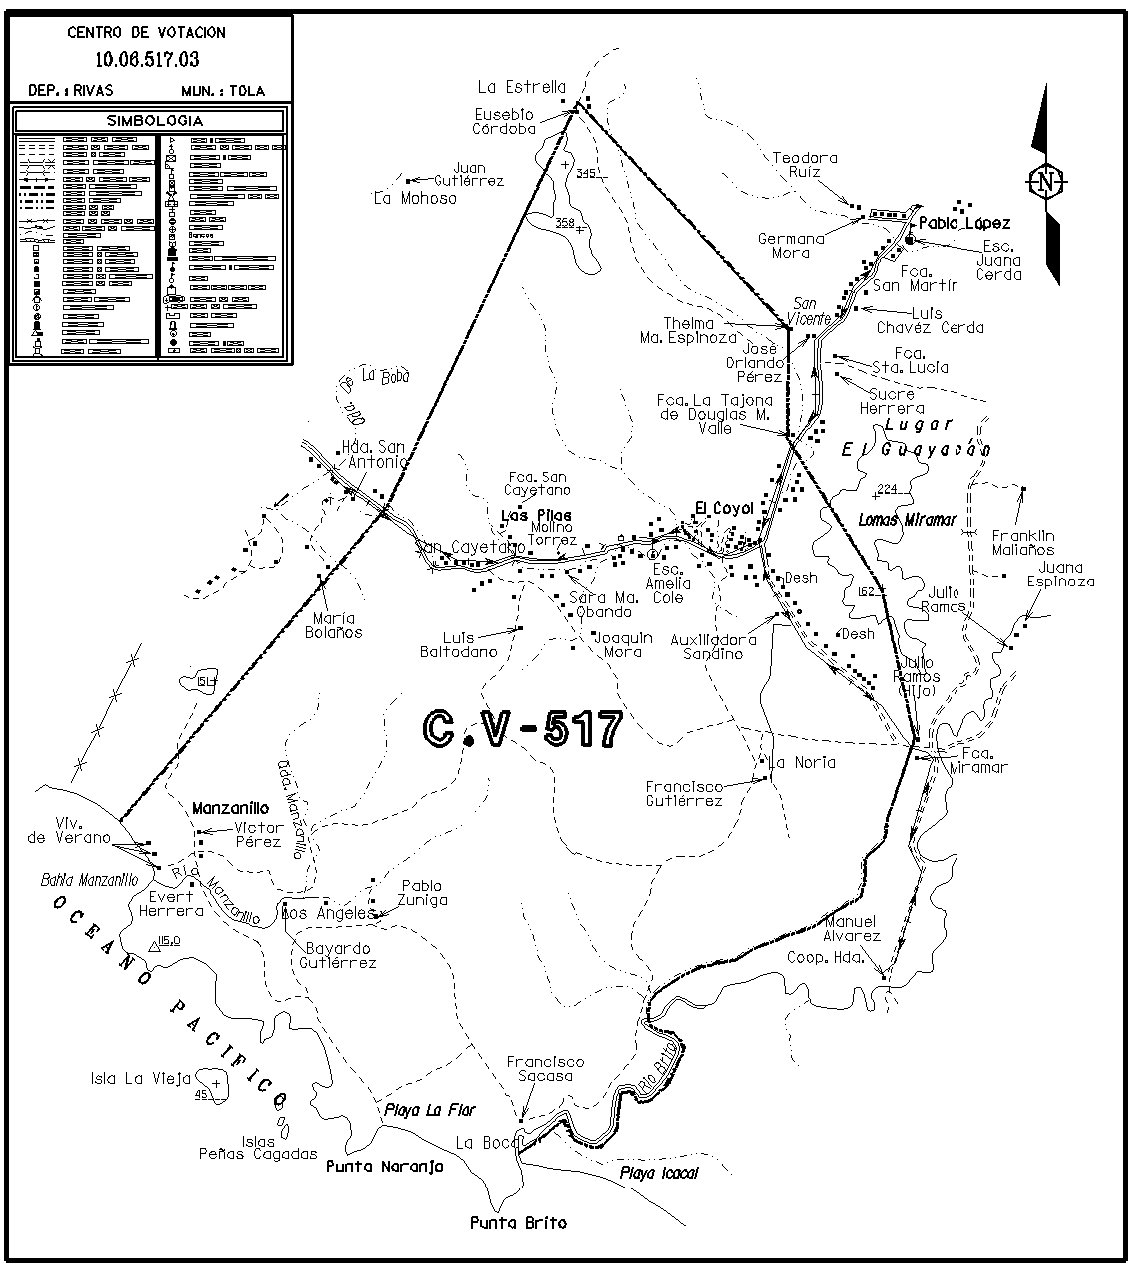 CENTRO DE VOTACION
10.06.517.03
DEP. : RIVAS MUN. : TOLA
SIMBOLOGIA
Bancos
La Estrella
Eusebio
Córdoba
345
358
Juan
Gutiérrez
La Mohoso
Teodora
Ruíz
Germana
Mora
Pablo López
Esc.
Juana
Cerda
Fca.
San Martír
N
San
Vicente
Luis
Chavéz Cerda
Thelma
Ma. Espinoza
José
Orlando
Pérez
Fca.
Sta. Lucía
Sucre
Herrera
Fca. La Tajona
de Douglas M.
Valle
Lugar
El Guayacán
De La Boba
Hda. San
Antonio
224
Lomas Miramar
Franklin
Maliaños
Juana
Espinoza
Fca. San
Cayetano
Las Pilas
Molino
Torrez
El Coyol
San Cayetano
Esc.
Amelia
Cole
Sara Ma.
Obando
Desh
162
Julio
Ramos
María
Bolaños
Luis
Baltodano
Joaquin
Mora
Auxiliadora
Sandino
Desh
Julio
Ramos
(Hijo)
151
C.V-517
La Noria
Fca.
Miramar
Francisco
Gutiérrez
Qda. Manzanillo
Manzanillo
Victor
Pérez
Viv.
de Verano
Bahía Manzanillo
Río Manzanillo
Evert
Herrera
Pabla
Zuniga
Los Angeles
Bayardo
Gutiérrez
115,0
OCEANO PACIFICO
Manuel
Alvarez
Coop. Hda.
Río Brito
Francisco
Sacasa
Isla La Vieja
45
Playa La Flor
Islas
Peñas Cagadas
La Boca
Punta Naranjo
Playa Icacal
Punta Brito